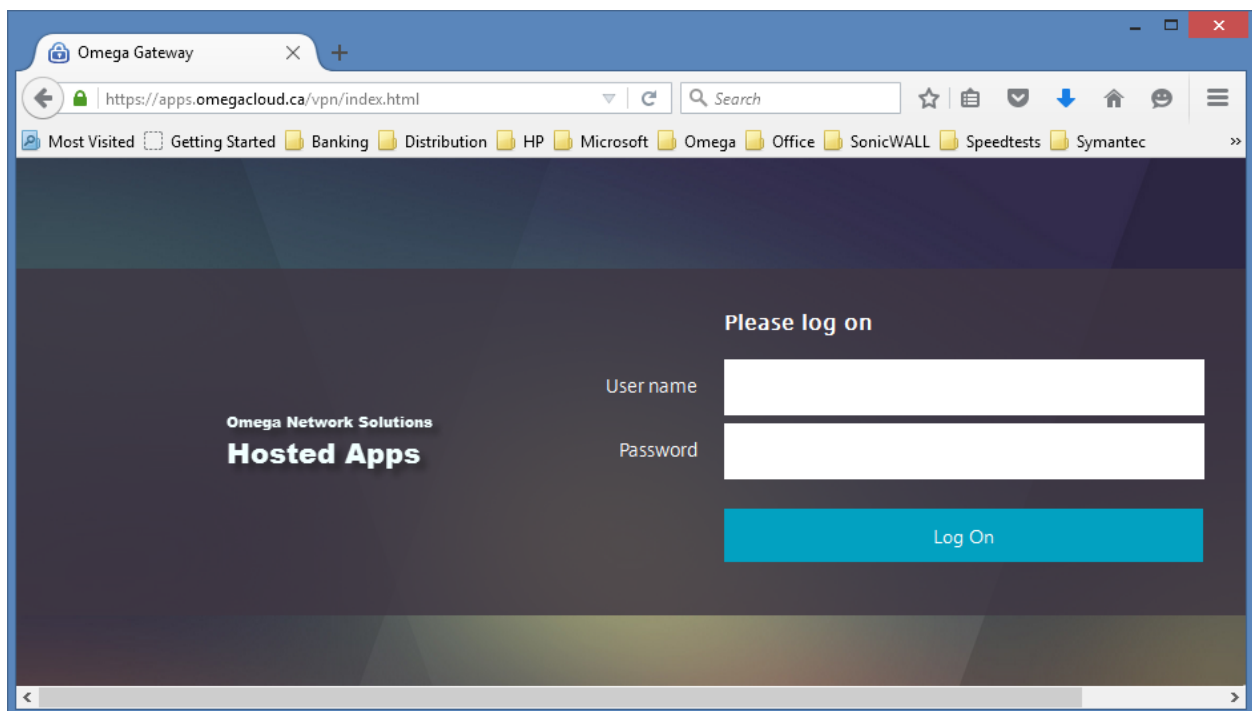 Omega Gateway
https://apps.omegacloud.ca/vpn/index.html
Search
Most Visited Getting Started Banking Distribution HP Microsoft Omega Office SonicWALL Speedtests Symantec »
Please log on
User name
Omega Network Solutions
Hosted Apps
Password
Log On